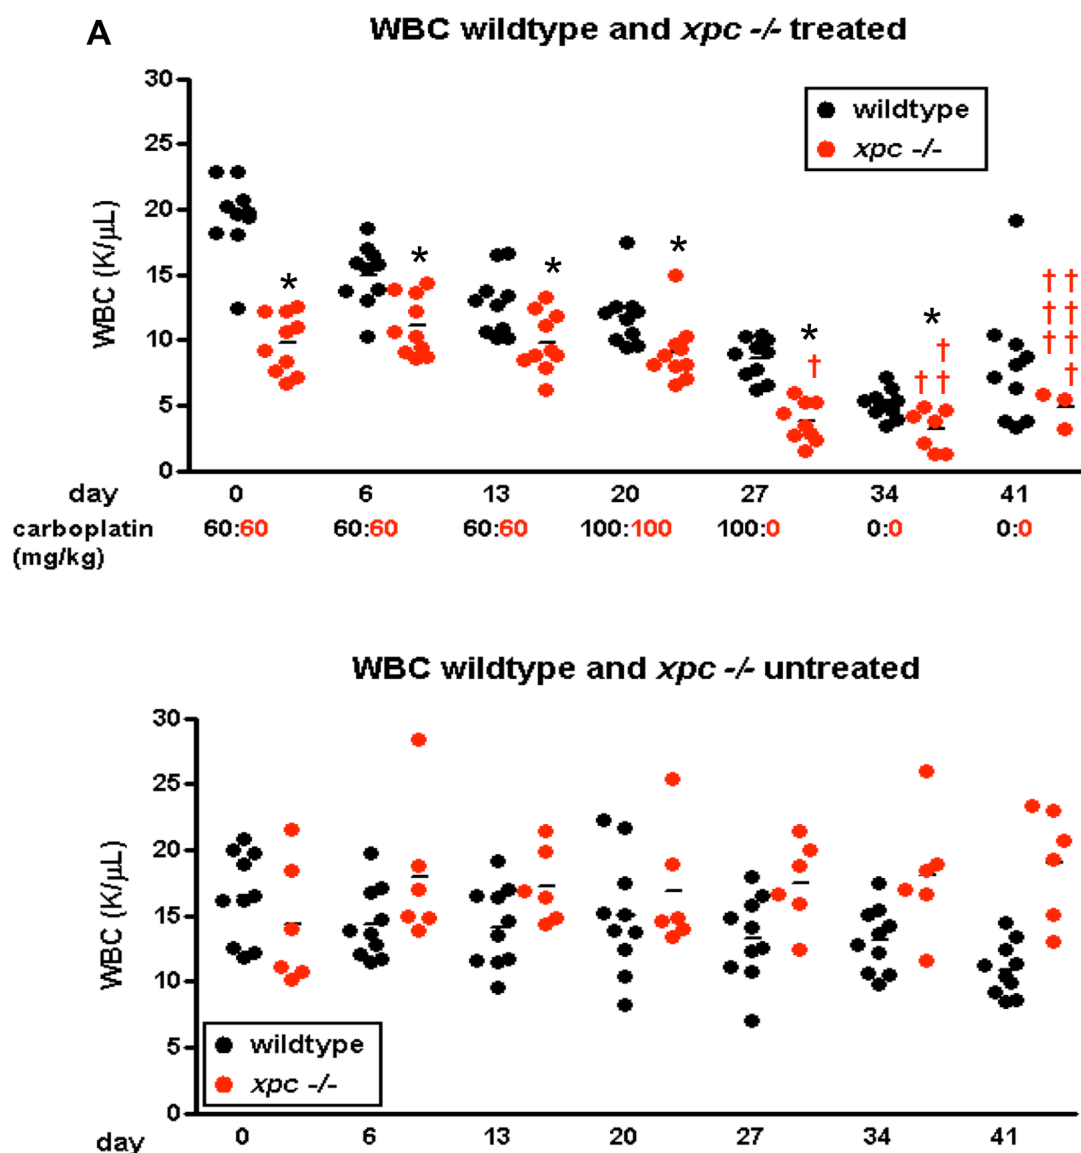 A
WBC wildtype and xpc -/- treated
30
25
20
15
10
5
0
WBC (K/μL)
wildtype
xpc -/-
*
*
*
*
*
*
†
†
† †
† †
† †
† †
†
day 0 6 13 20 27 34 41
carboplatin 60:60 60:60 60:60 100:100 100:0 0:0 0:0
(mg/kg)
WBC wildtype and xpc -/- untreated
30
25
20
15
10
5
0
WBC (K/μL)
wildtype
xpc -/-
day 0 6 13 20 27 34 41